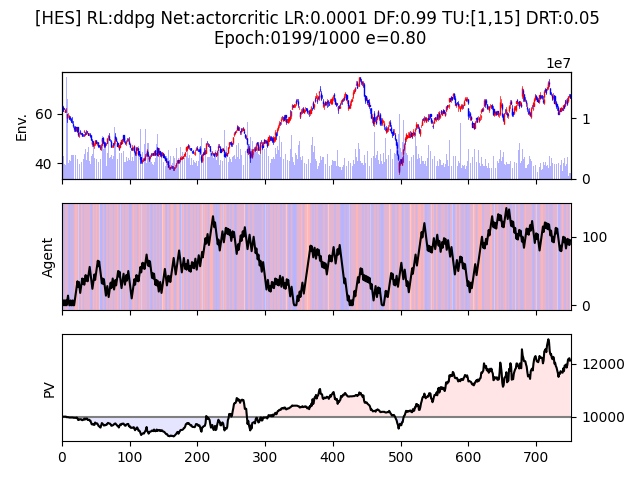 [HES] RL:ddpg Net:actorcritic LR:0.0001 DF:0.99 TU:[1,15] DRT:0.05
Epoch:0199/1000 e=0.80
1e7
Env.
60
40
1
0
Agent
100
0
PV
12000
10000
0 100 200 300 400 500 600 700